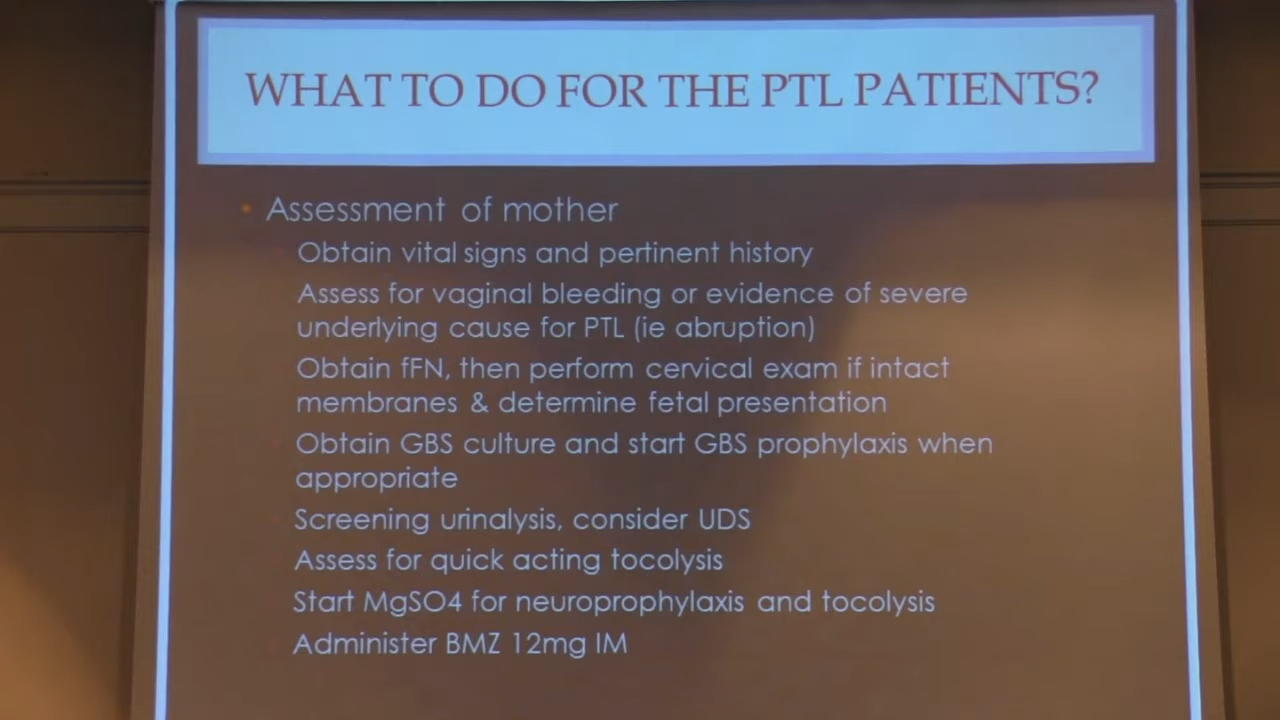 WHAT TO DO FOR THE PTL PATIENTS?
• Assessment of mother
Obtain vital signs and pertinent history
Assess for vaginal bleeding or evidence of severe
underlying cause for PTL (ie abruption)
Obtain fFN, then perform cervical exam if intact
membranes & determine fetal presentation
Obtain GBS culture and start GBS prophylaxis when
appropriate
Screening urinalysis, consider UDS
Assess for quick acting tocolysis
Start MgSO4 for neuroprophylaxis and tocolysis
Administer BMZ 12mg IM